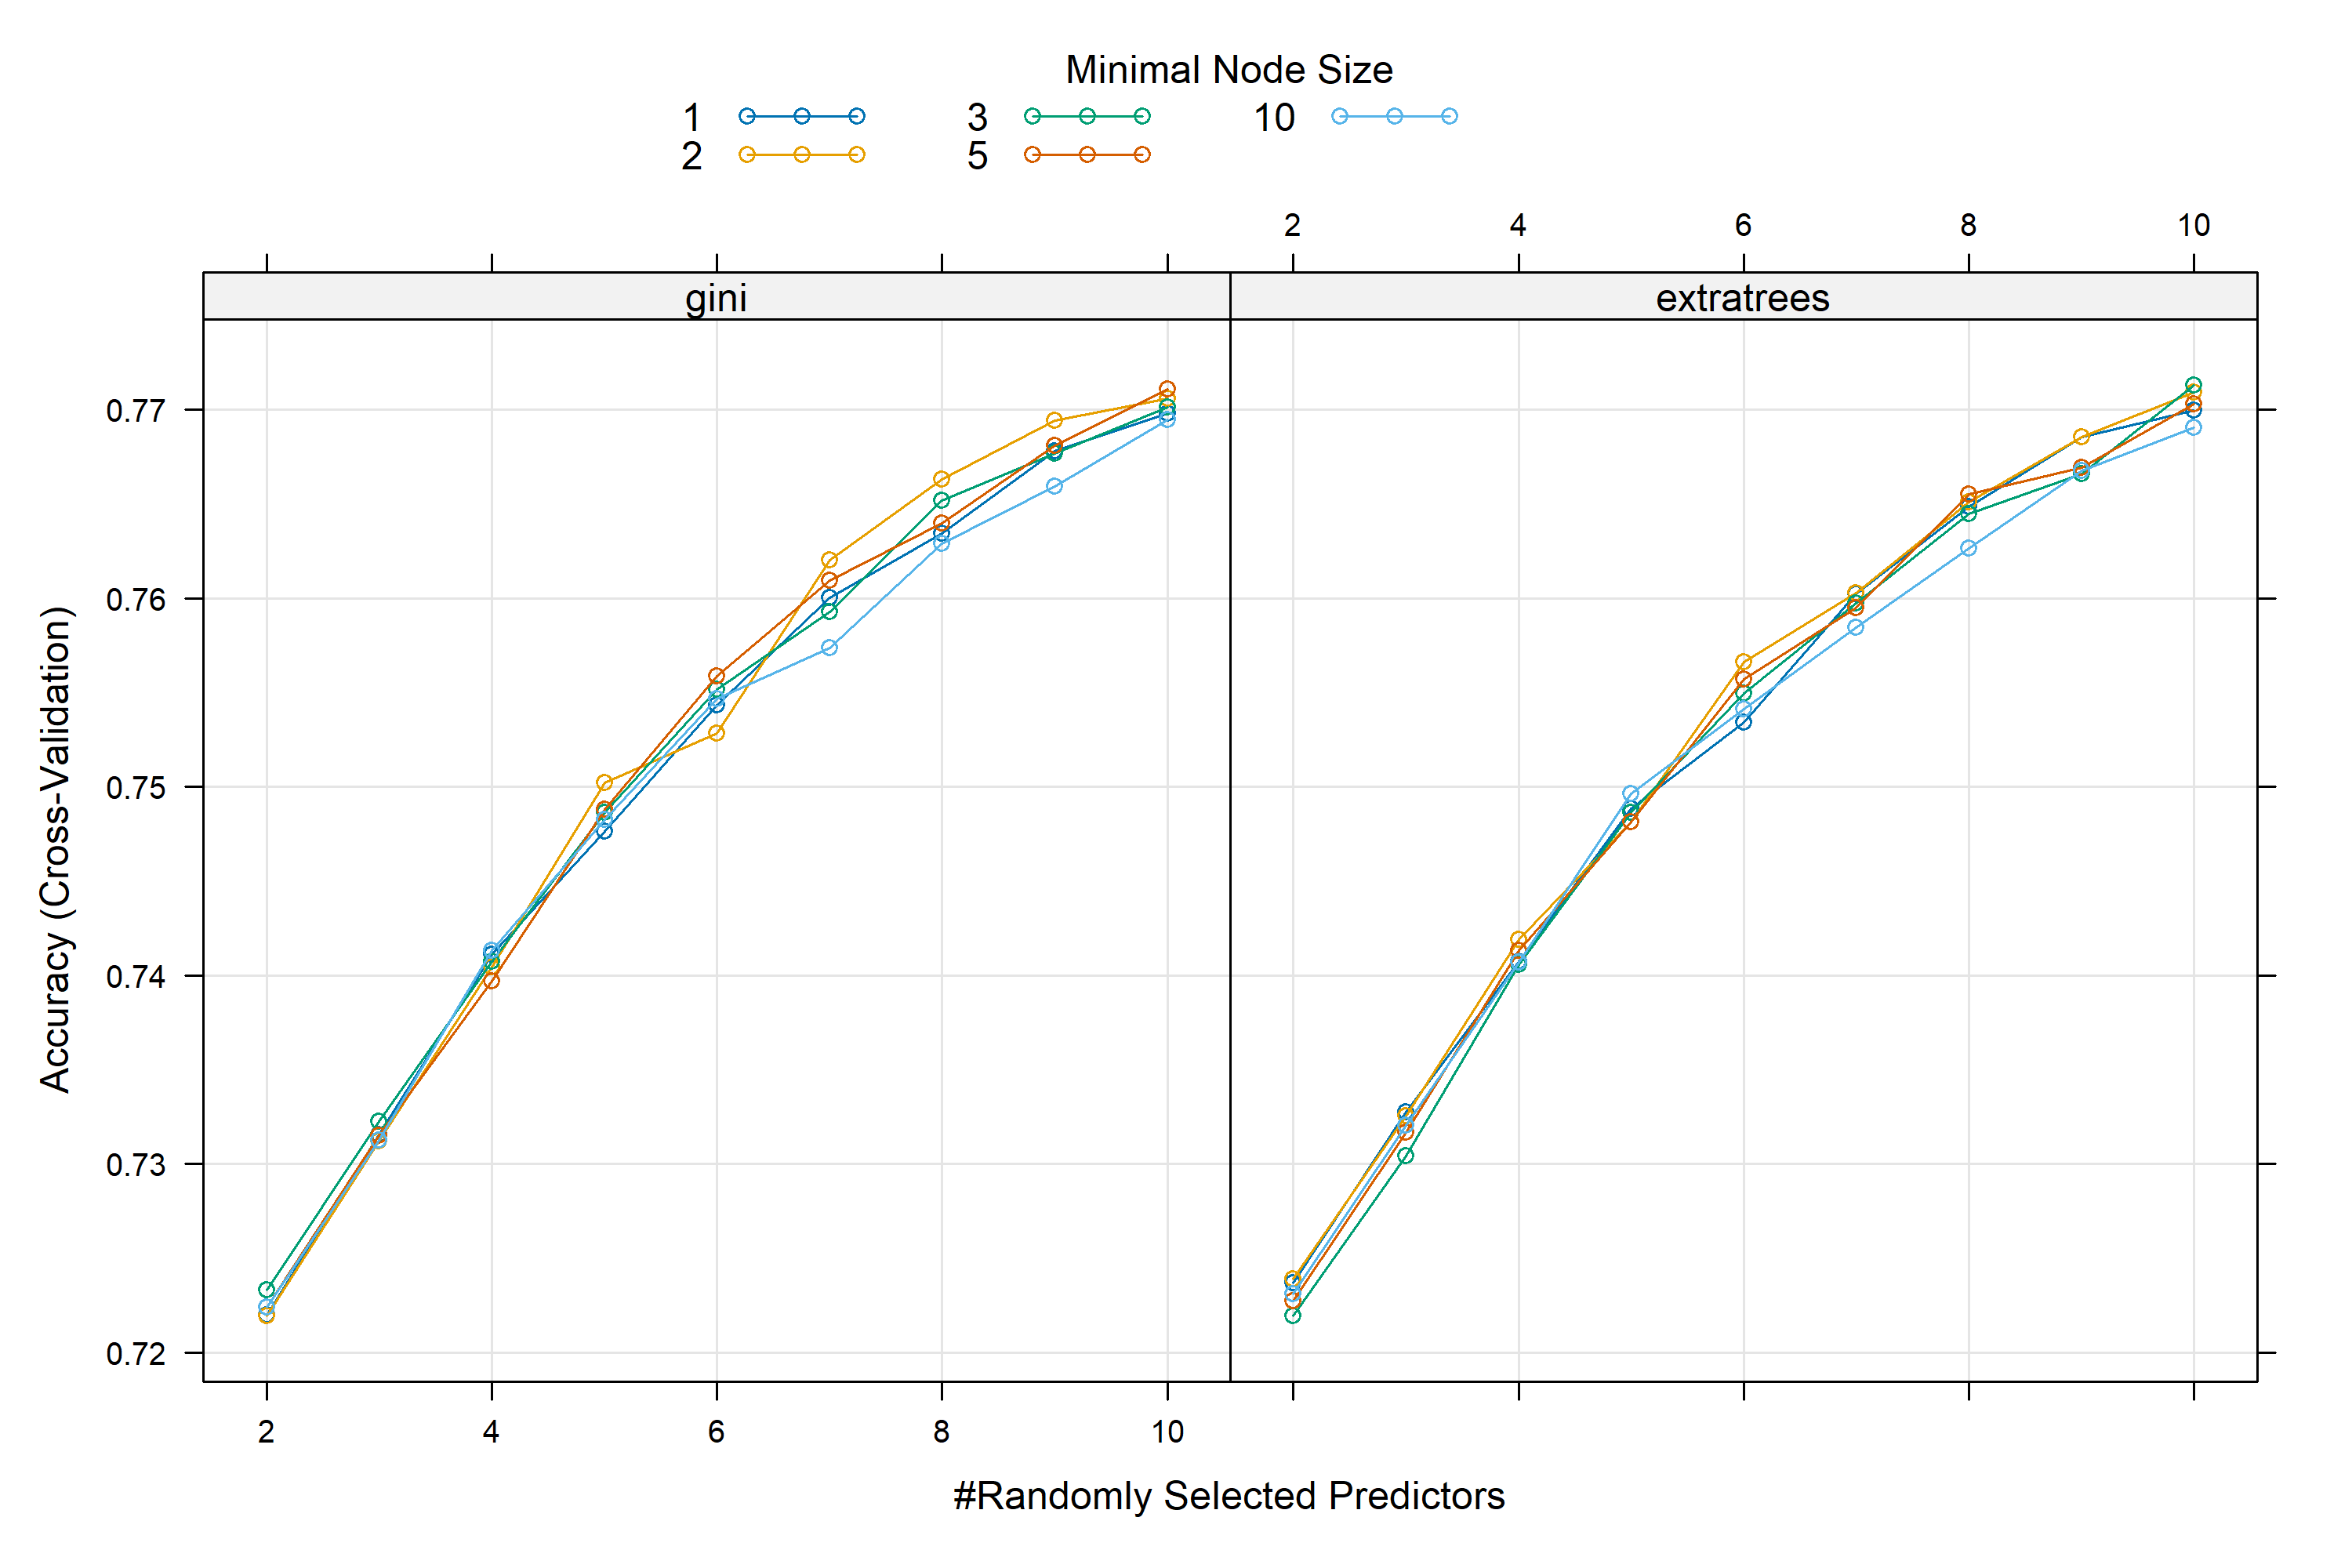 Minimal Node Size
1 3 10
2 5
2 4 6 8 10
gini extratrees
0.77
0.76
0.75
0.74
0.73
0.72
Accuracy (Cross-Validation)
2 4 6 8 10
#Randomly Selected Predictors